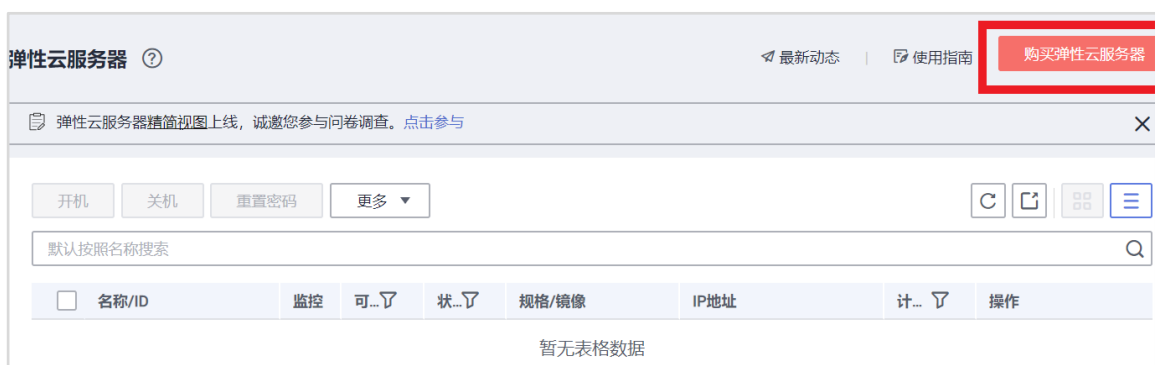 弹性云服务器 ? 最新动态 | 使用指南 购买弹性云服务器
弹性云服务器精简视图上线，诚邀您参与问卷调查。点击参与
开机 关机 重置密码 更多
默认按照名称搜索
名称/ID 监控 可... 状... 规格/镜像 IP地址 计... 操作
暂无表格数据